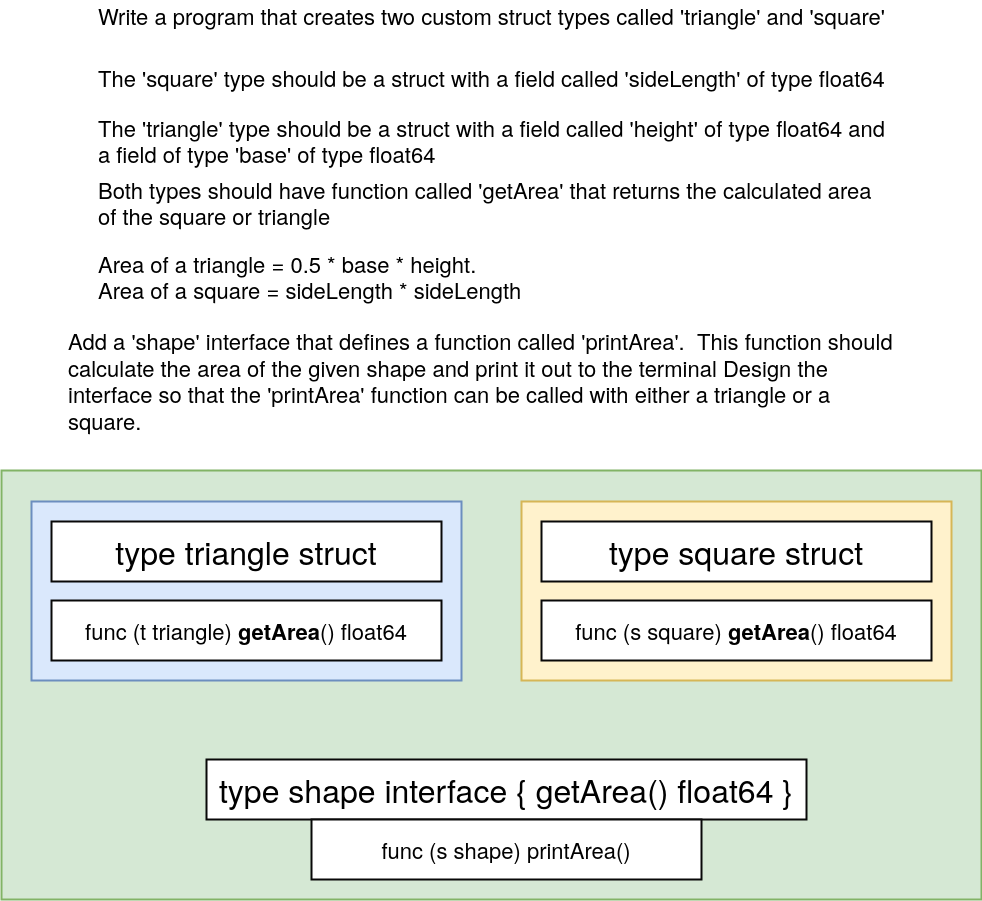 Write a program that creates two custom struct types called 'triangle' and 'square'
The 'square' type should be a struct with a field called 'sideLength' of type float64
The 'triangle' type should be a struct with a field called 'height' of type float64 and
a field of type 'base' of type float64
Both types should have function called 'getArea' that returns the calculated area
of the square or triangle
Area of a triangle = 0.5 * base * height.
Area of a square = sideLength * sideLength
Add a 'shape' interface that defines a function called 'printArea'.  This function should
calculate the area of the given shape and print it out to the terminal Design the
interface so that the 'printArea' function can be called with either a triangle or a
square.
type triangle struct
func (t triangle) getArea() float64
type square struct
func (s square) getArea() float64
type shape interface { getArea() float64 }
func (s shape) printArea()